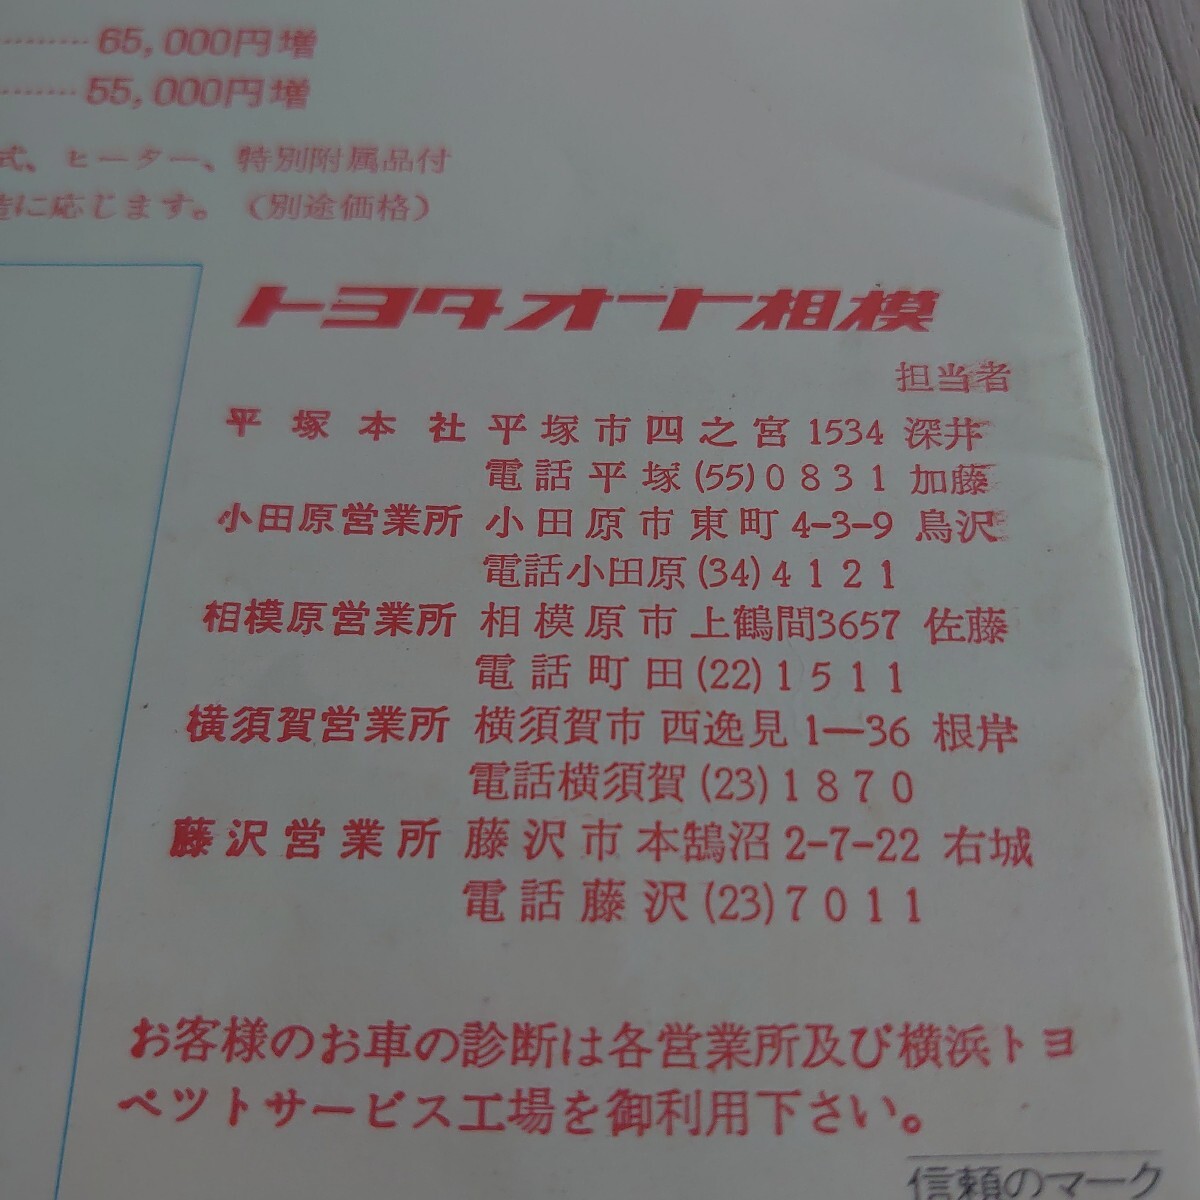 65,000円増
55,000円増
式、ヒーター、特別附属品付
造に応じます。（別途価格）
トヨタオート相模
担当者
平塚本社 平塚市四之宮1534 深井
電話平塚(55)0831 加藤
小田原営業所 小田原市東町4-3-9 鳥沢
電話小田原(34)4121
相模原営業所 相模原市上鶴間3657 佐藤
電話町田(22)1511
横須賀営業所 横須賀市西逸見1―36 根岸
電話横須賀(23)1870
藤沢営業所 藤沢市本鵠沼2-7-22 右城
電話藤沢(23)7011
お客様のお車の診断は各営業所及び横浜トヨ
ペツトサービス工場を御利用下さい。
信頼のマーク